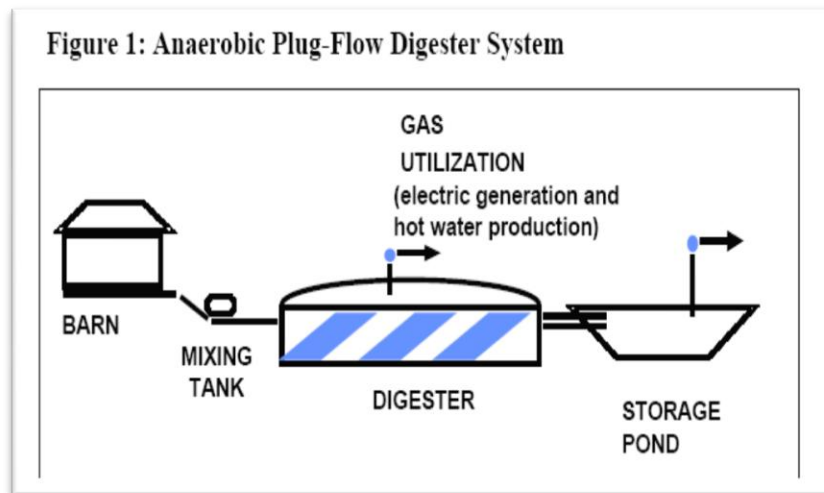 Figure 1: Anaerobic Plug-Flow Digester System
GAS
UTILIZATION
(electric generation and
hot water production)
BARN
MIXING
TANK
DIGESTER
STORAGE
POND